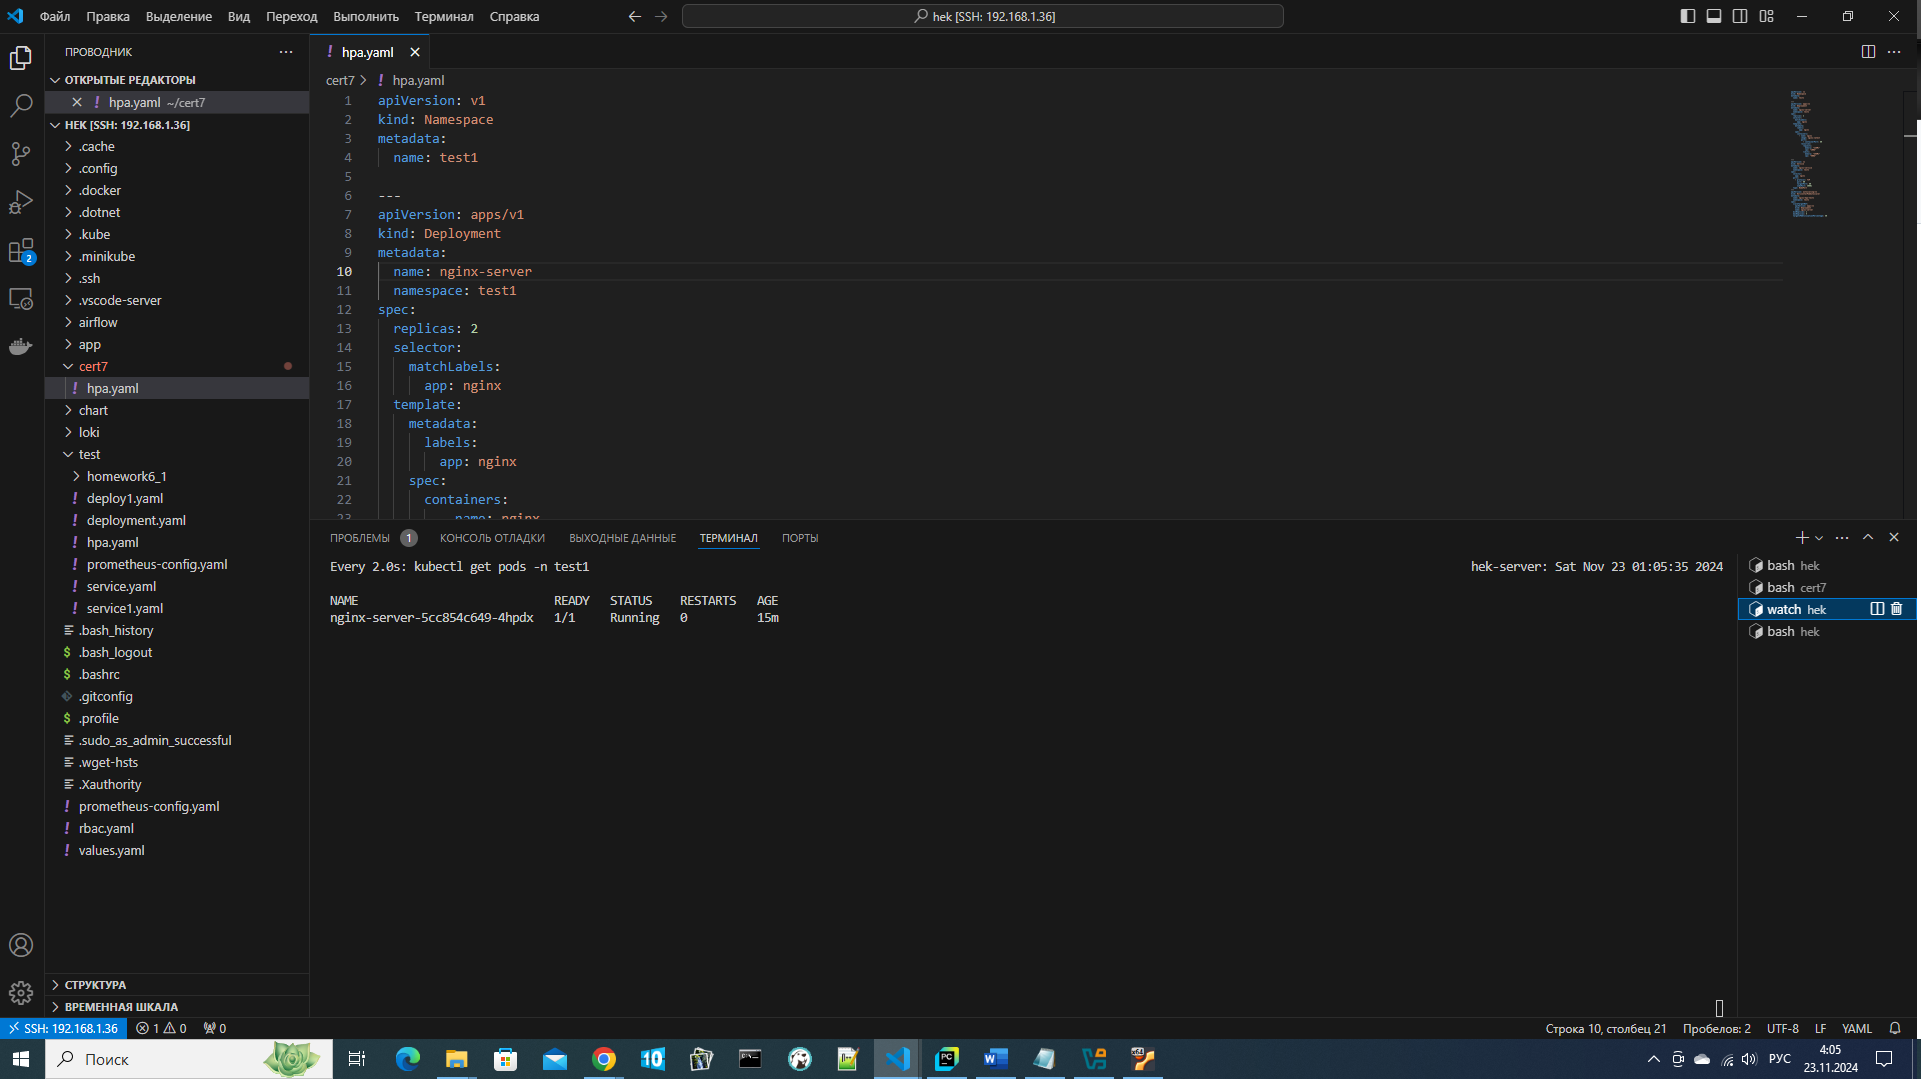 Файл Правка Выделение Вид Переход Выполнить Терминал Справка
hek [SSH: 192.168.1.36]
ПРОВОДНИК
ОТКРЫТЫЕ РЕДАКТОРЫ
hpa.yaml ~/cert7
HEK [SSH: 192.168.1.36]
.cache
.config
.docker
.dotnet
.kube
.minikube
.ssh
.vscode-server
airflow
app
cert7
hpa.yaml
chart
loki
test
homework6_1
deploy1.yaml
deployment.yaml
hpa.yaml
prometheus-config.yaml
service.yaml
service1.yaml
.bash_history
.bash_logout
.bashrc
.gitconfig
.profile
.sudo_as_admin_successful
.wget-hsts
.Xauthority
prometheus-config.yaml
rbac.yaml
values.yaml
СТРУКТУРА
ВРЕМЕННАЯ ШКАЛА
2
hpa.yaml
cert7 > hpa.yaml
1 apiVersion: v1
2 kind: Namespace
3 metadata:
4 name: test1
5
6 ---
7 apiVersion: apps/v1
8 kind: Deployment
9 metadata:
10 name: nginx-server
11 namespace: test1
12 spec:
13 replicas: 2
14 selector:
15 matchLabels:
16 app: nginx
17 template:
18 metadata:
19 labels:
20 app: nginx
21 spec:
22 containers:
23 name: nginx
ПРОБЛЕМЫ 1 КОНСОЛЬ ОТЛАДКИ ВЫХОДНЫЕ ДАННЫЕ ТЕРМИНАЛ ПОРТЫ
Every 2.0s: kubectl get pods -n test1 hek-server: Sat Nov 23 01:05:35 2024
NAME READY STATUS RESTARTS AGE
nginx-server-5cc854c649-4hpdx 1/1 Running 0 15m
bash hek
bash cert7
watch hek
bash hek
SSH: 192.168.1.36 1 0 0
Строка 10, столбец 21 Пробелов: 2 UTF-8 LF YAML
Поиск
10
PC
РУС
4:05
23.11.2024